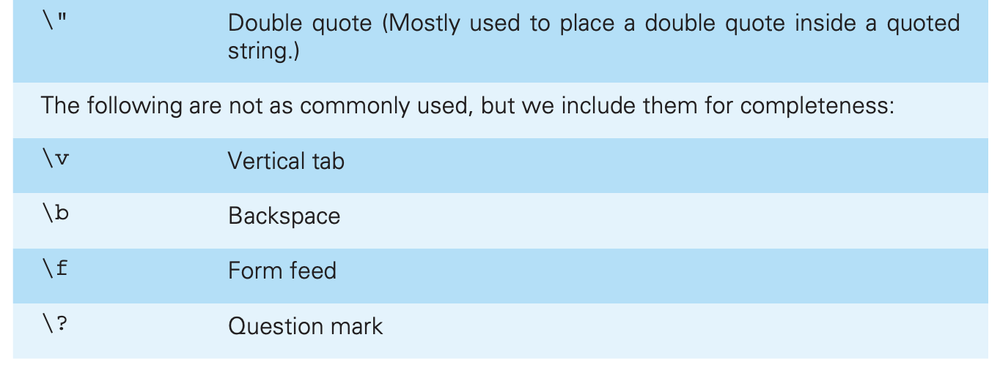 \" Double quote (Mostly used to place a double quote inside a quoted
string.)
The following are not as commonly used, but we include them for completeness:
\v Vertical tab
\b Backspace
\f Form feed
\? Question mark